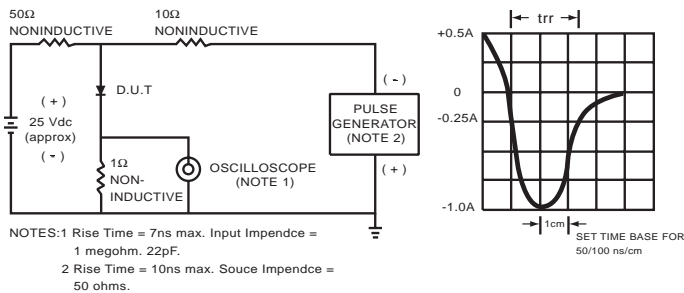 50Ω
NONINDUCTIVE
10Ω
NONINDUCTIVE
( + )
25 Vdc
(approx)
( - )
D.U.T
1Ω
NON-
INDUCTIVE
OSCILLOSCOPE
(NOTE 1)
( - )
PULSE
GENERATOR
(NOTE 2)
( + )
NOTES:1 Rise Time = 7ns max. Input Impendce =
1 megohm. 22pF.
2 Rise Time = 10ns max. Souce Impendce =
50 ohms.
trr
+0.5A
0
-0.25A
-1.0A
1cm
SET TIME BASE FOR
50/100 ns/cm